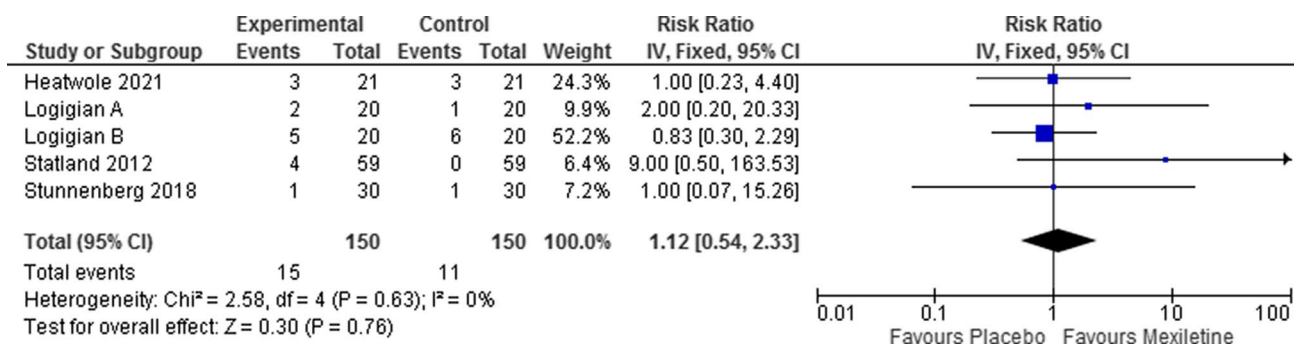 Experimental Control Risk Ratio Risk Ratio
Study or Subgroup Events Total Events Total Weight IV, Fixed, 95% CI IV, Fixed, 95% CI
Heatwole 2021 3 21 3 21 24.3% 1.00 [0.23, 4.40]
Logigian A 2 20 1 20 9.9% 2.00 [0.20, 20.33]
Logigian B 5 20 6 20 52.2% 0.83 [0.30, 2.29]
Statland 2012 4 59 0 59 6.4% 9.00 [0.50, 163.53]
Stunnenberg 2018 1 30 1 30 7.2% 1.00 [0.07, 15.26]
Total (95% CI) 150 150 100.0% 1.12 [0.54, 2.33]
Total events 15 11
Heterogeneity: Chi² = 2.58, df = 4 (P = 0.63); I² = 0%
Test for overall effect: Z = 0.30 (P = 0.76)
0.01 0.1 1 10 100
Favours Placebo Favours Mexiletine